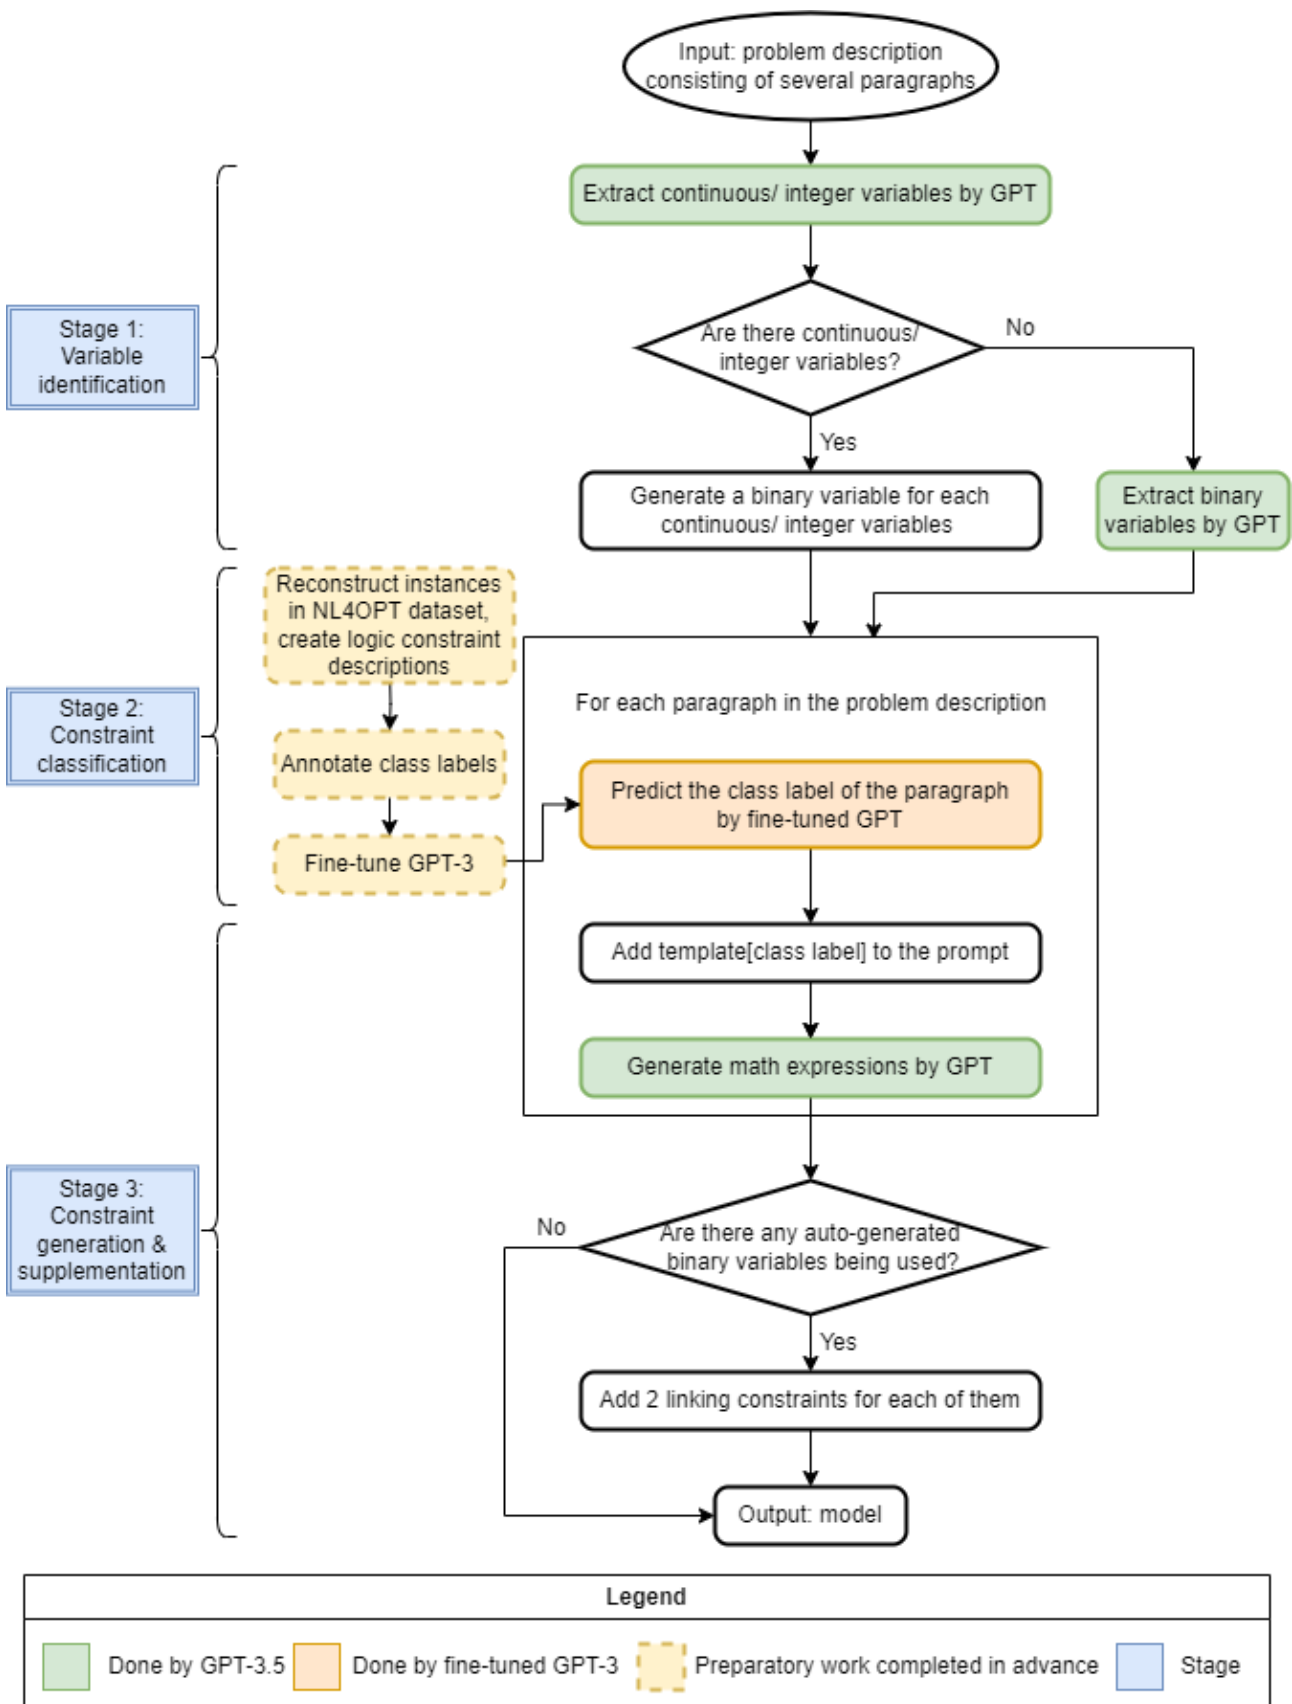 Input: problem description
consisting of several paragraphs
Extract continuous/ integer variables by GPT
Stage 1:
Variable
identification
Are there continuous/
integer variables?
No
Yes
Generate a binary variable for each
continuous/ integer variables
Extract binary
variables by GPT
Stage 2:
Constraint
classification
Reconstruct instances
in NL4OPT dataset,
create logic constraint
descriptions
Annotate class labels
Fine-tune GPT-3
For each paragraph in the problem description
Predict the class label of the paragraph
by fine-tuned GPT
Add template[class label] to the prompt
Generate math expressions by GPT
Stage 3:
Constraint
generation &
supplementation
Are there any auto-generated
binary variables being used?
No
Yes
Add 2 linking constraints for each of them
Output: model
Legend
Done by GPT-3.5
Done by fine-tuned GPT-3
Preparatory work completed in advance
Stage